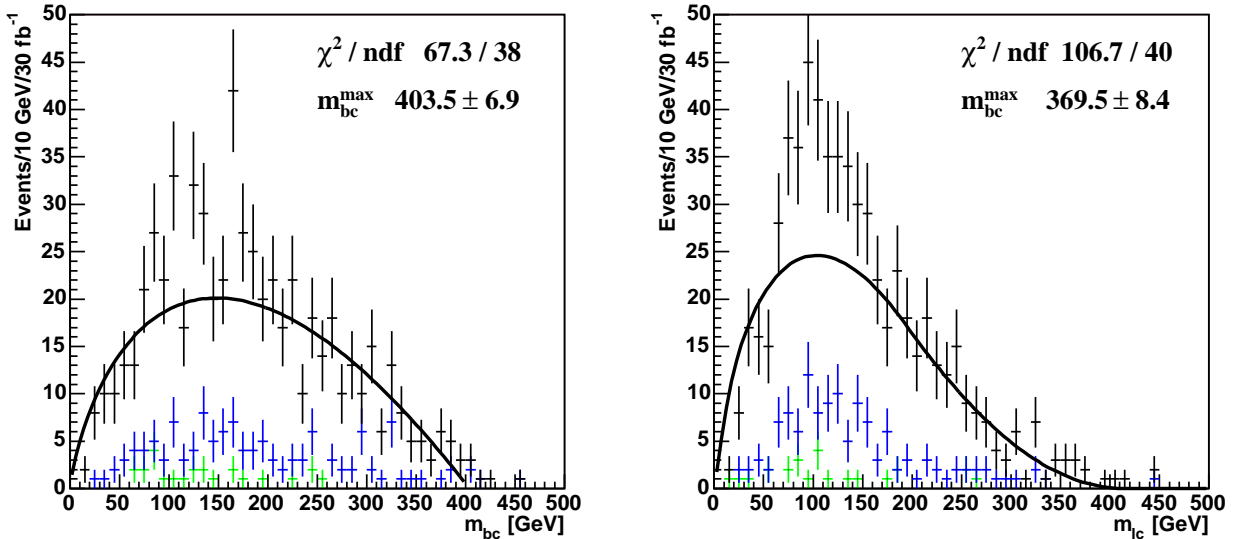 Events/10 GeV/30 fb⁻¹
50
45
40
35
30
25
20
15
10
5
0
χ² / ndf 67.3 / 38
m_bc^max 403.5 ± 6.9
0 50 100 150 200 250 300 350 400 450 500
m_bc [GeV]
Events/10 GeV/30 fb⁻¹
50
45
40
35
30
25
20
15
10
5
0
χ² / ndf 106.7 / 40
m_bc^max 369.5 ± 8.4
0 50 100 150 200 250 300 350 400 450 500
m_lc [GeV]